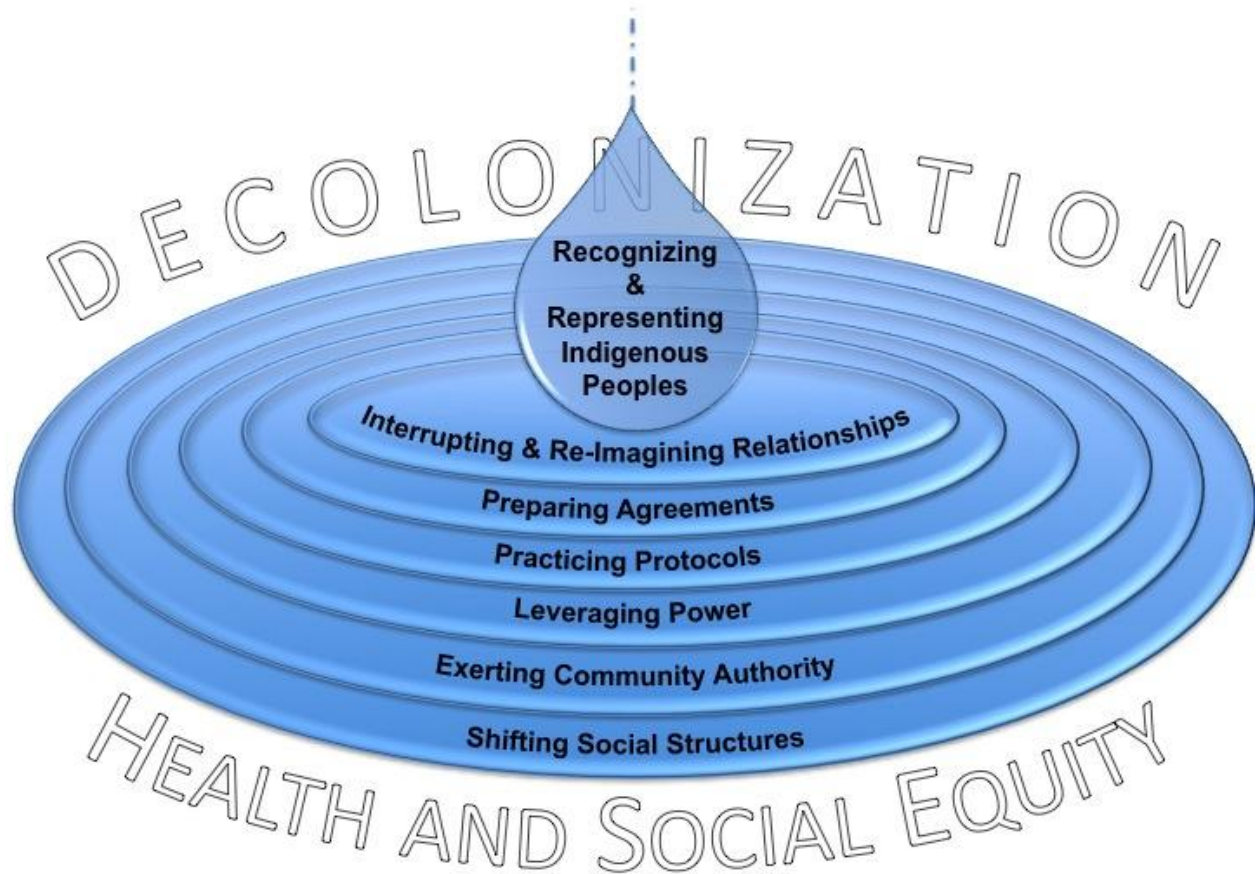 DECOLONIZATION
Recognizing
&
Representing
Indigenous
Peoples
Interrupting & Re-Imagining Relationships
Preparing Agreements
Practicing Protocols
Leveraging Power
Exerting Community Authority
Shifting Social Structures
HEALTH AND SOCIAL EQUITY